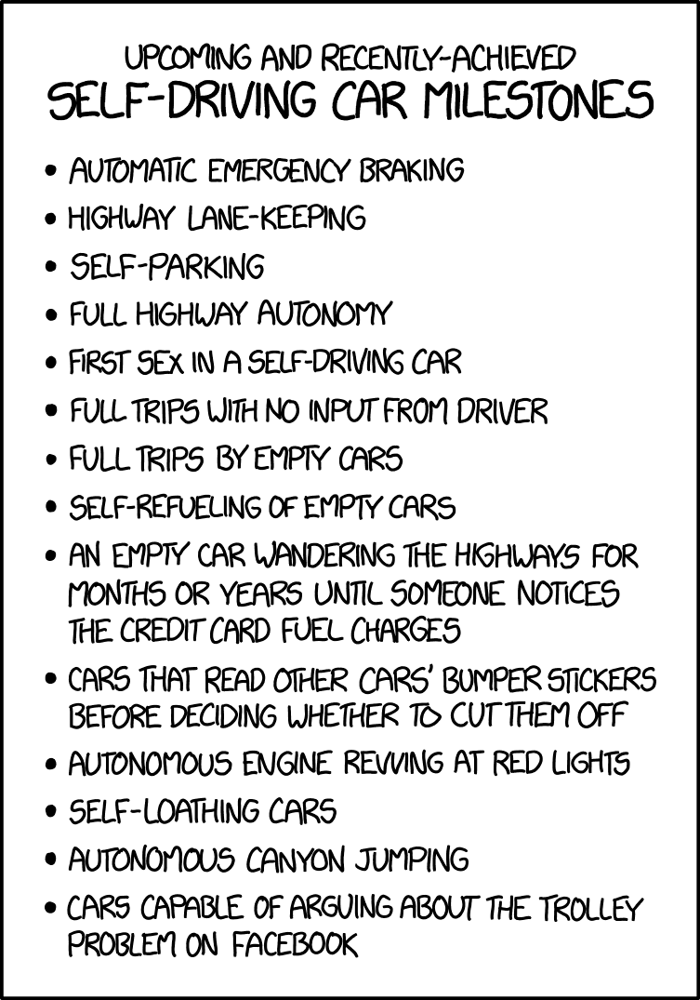 UPCOMING AND RECENTLY-ACHIEVED
SELF-DRIVING CAR MILESTONES
• AUTOMATIC EMERGENCY BRAKING
• HIGHWAY LANE-KEEPING
• SELF-PARKING
• FULL HIGHWAY AUTONOMY
• FIRST SEX IN A SELF-DRIVING CAR
• FULL TRIPS WITH NO INPUT FROM DRIVER
• FULL TRIPS BY EMPTY CARS
• SELF-REFUELING OF EMPTY CARS
• AN EMPTY CAR WANDERING THE HIGHWAYS FOR
MONTHS OR YEARS UNTIL SOMEONE NOTICES
THE CREDIT CARD FUEL CHARGES
• CARS THAT READ OTHER CARS' BUMPER STICKERS
BEFORE DECIDING WHETHER TO CUT THEM OFF
• AUTONOMOUS ENGINE REVVING AT RED LIGHTS
• SELF-LOATHING CARS
• AUTONOMOUS CANYON JUMPING
• CARS CAPABLE OF ARGUING ABOUT THE TROLLEY
PROBLEM ON FACEBOOK